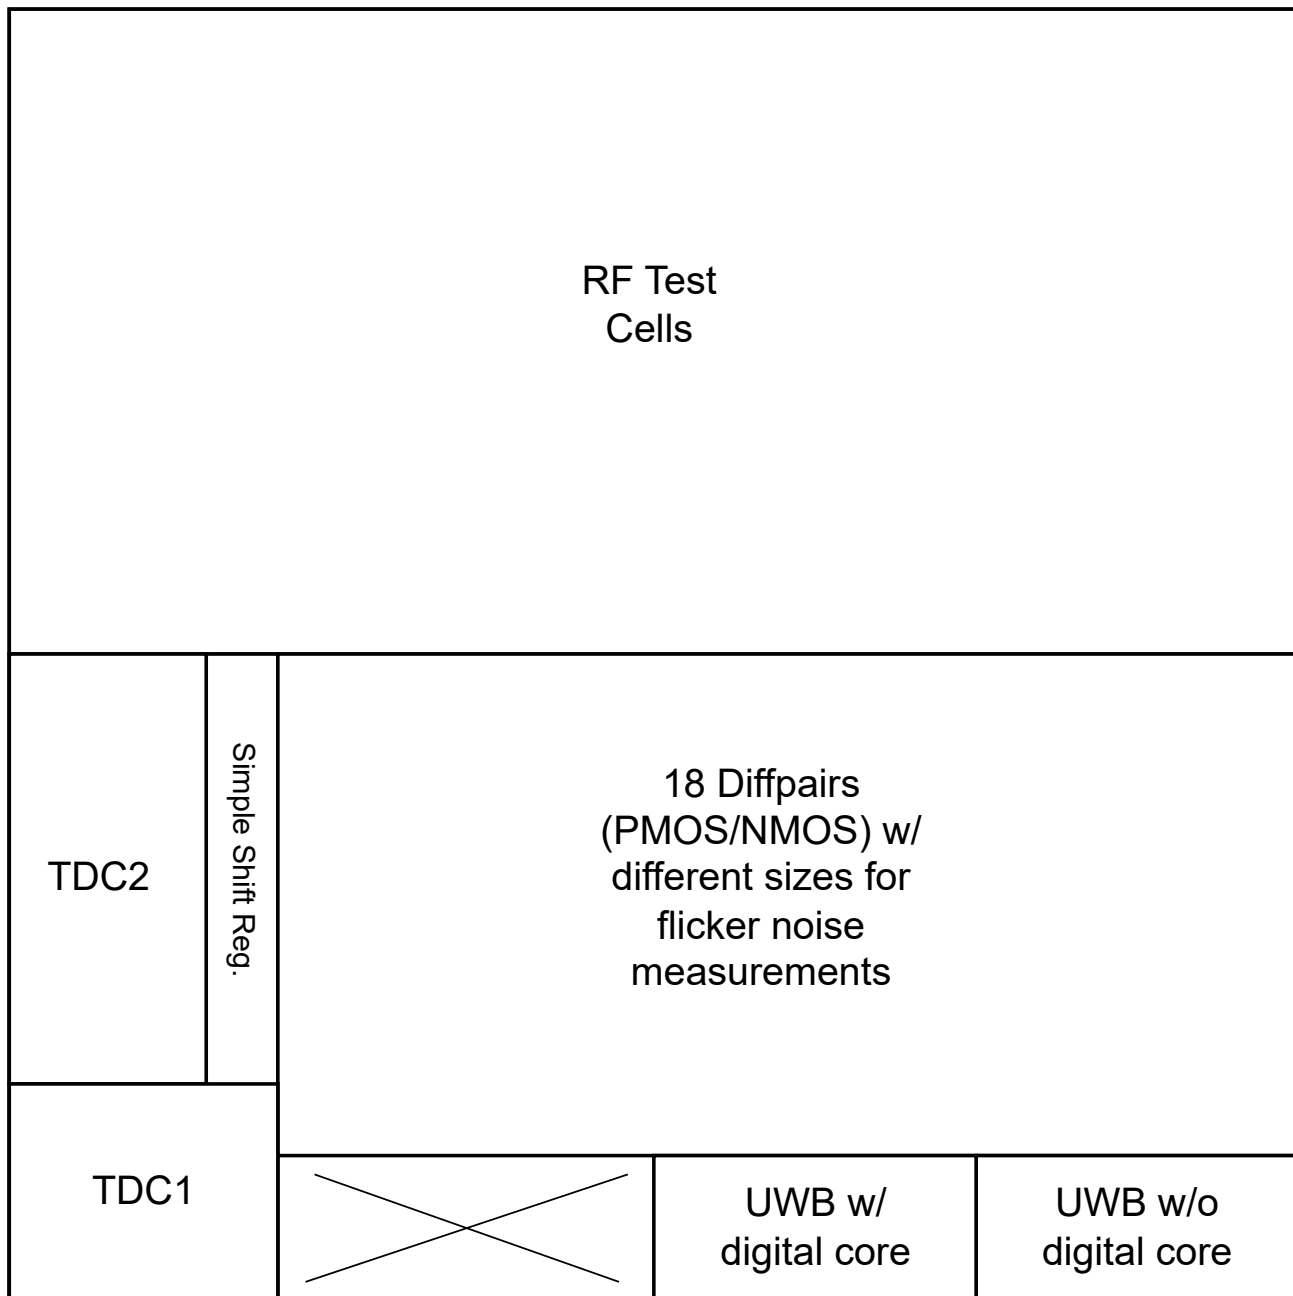 RF Test
Cells
TDC2
Simple Shift Reg.
18 Diffpairs
(PMOS/NMOS) w/
different sizes for
flicker noise
measurements
TDC1
UWB w/
digital core
UWB w/o
digital core